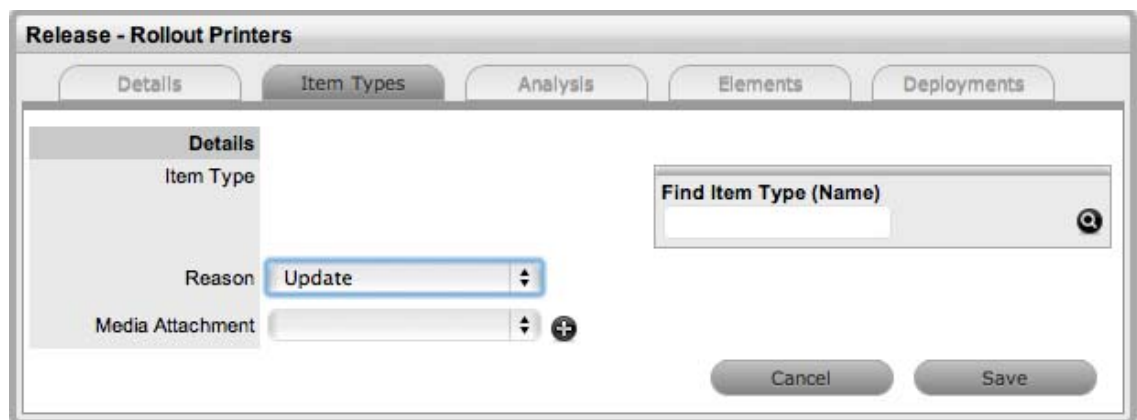 Release - Rollout Printers
Details Item Types Analysis Elements Deployments
Details
Item Type
Find Item Type (Name)
Reason Update
Media Attachment
Cancel Save